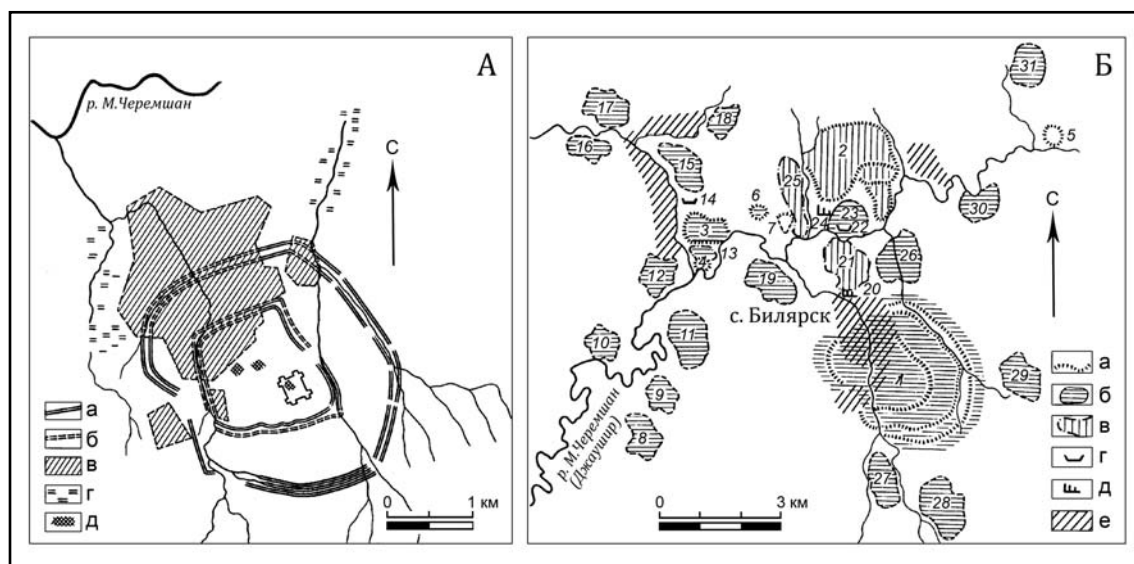 А
р. М.Черемшан
С
а
б
в
г
д
0 1 км
Б
31
17
18
5
16
2
15
25
6
30
14
23
7
24
22
3
13
4
21
26
12
19
20
с. Билярск
С
10
11
1
29
9
8
р. М.Черемшан
(Джаушир)
27
28
0 3 км
а
б
в
г
д
е